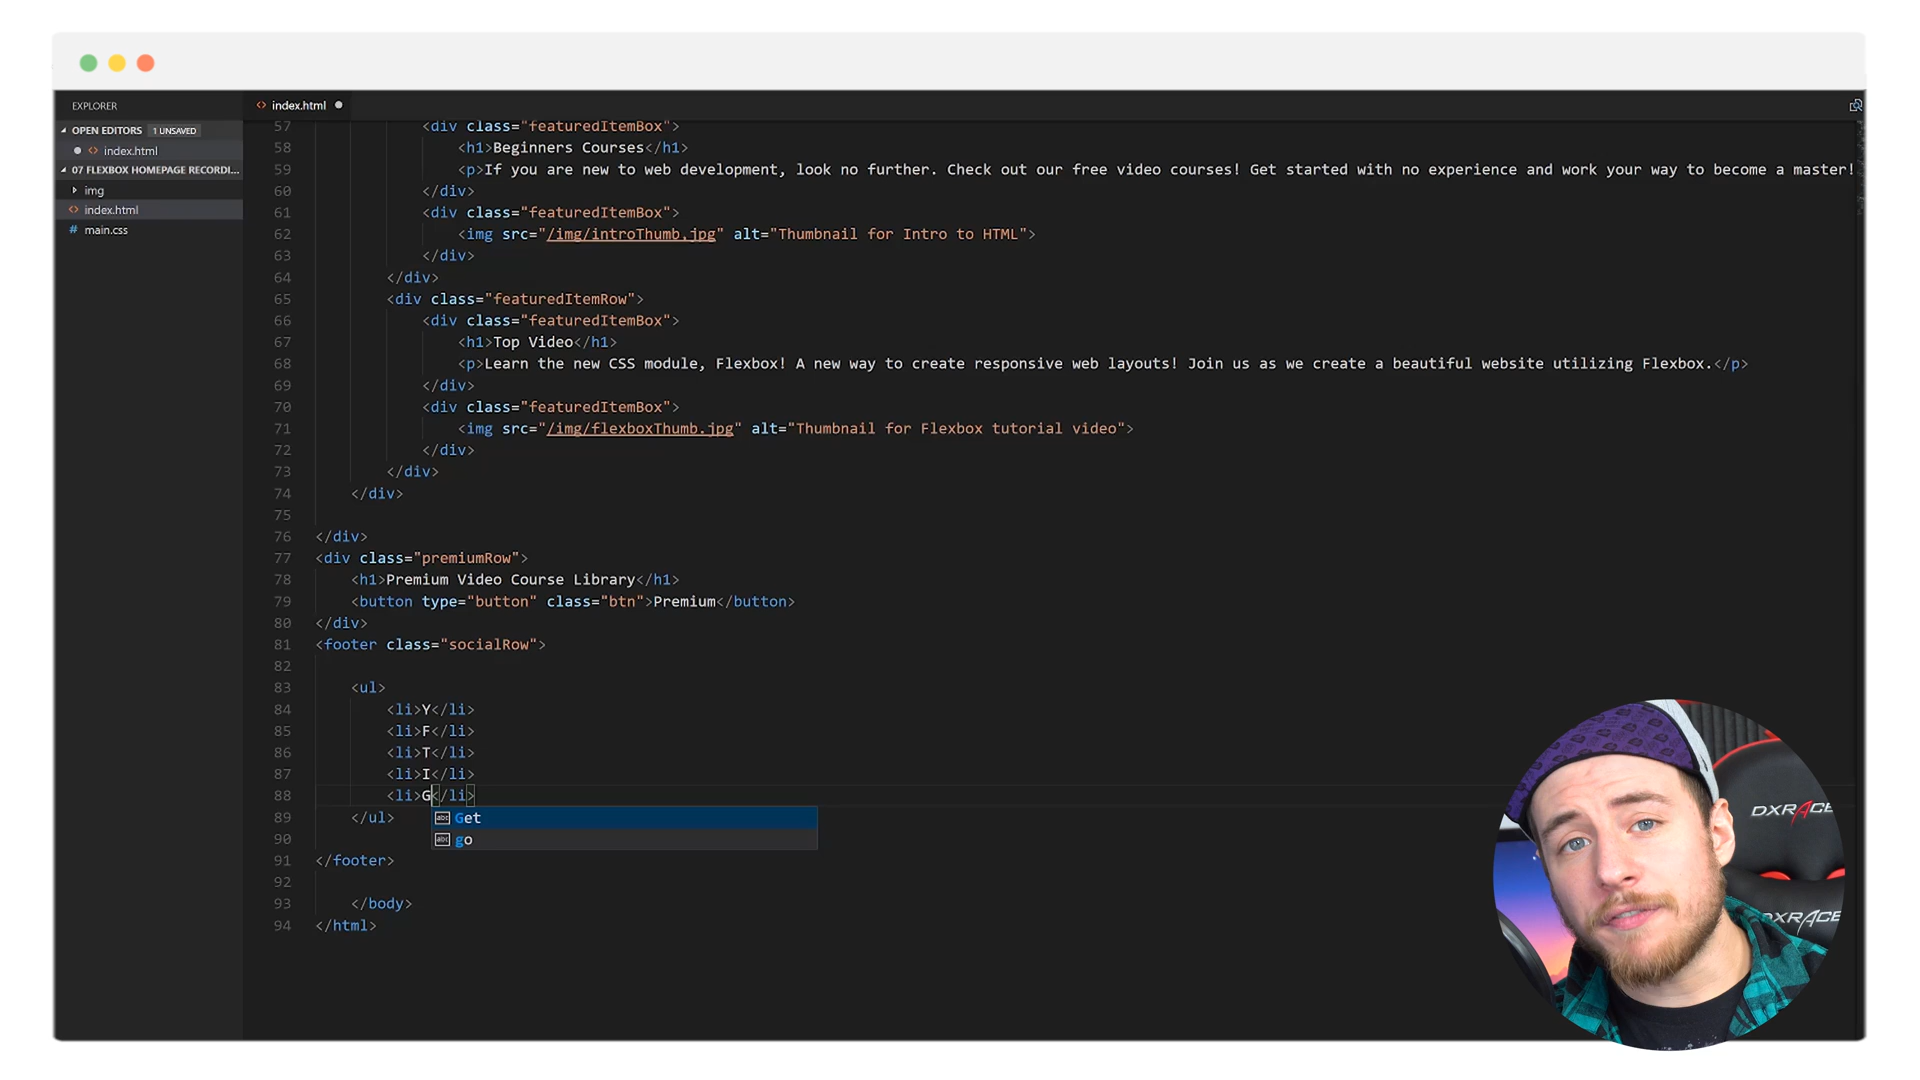 EXPLORER
OPEN EDITORS 1 UNSAVED
index.html
07 FLEXBOX HOMEPAGE RECORDI...
img
index.html
main.css
index.html
57 <div class="featuredItemBox">
58 <h1>Beginners Courses</h1>
59 <p>If you are new to web development, look no further. Check out our free video courses! Get started with no experience and work your way to become a master!
60 </div>
61 <div class="featuredItemBox">
62 <img src="/img/introThumb.jpg" alt="Thumbnail for Intro to HTML">
63 </div>
64 </div>
65 <div class="featuredItemRow">
66 <div class="featuredItemBox">
67 <h1>Top Video</h1>
68 <p>Learn the new CSS module, Flexbox! A new way to create responsive web layouts! Join us as we create a beautiful website utilizing Flexbox.</p>
69 </div>
70 <div class="featuredItemBox">
71 <img src="/img/flexboxThumb.jpg" alt="Thumbnail for Flexbox tutorial video">
72 </div>
73 </div>
74 </div>
75
76 </div>
77 <div class="premiumRow">
78 <h1>Premium Video Course Library</h1>
79 <button type="button" class="btn">Premium</button>
80 </div>
81 <footer class="socialRow">
82
83 <ul>
84 <li>Y</li>
85 <li>F</li>
86 <li>T</li>
87 <li>I</li>
88 <li>G</li>
89 </ul>
abc Get
90
abc go
91 </footer>
92
93 </body>
94 </html>
DXRACE
DXRACE